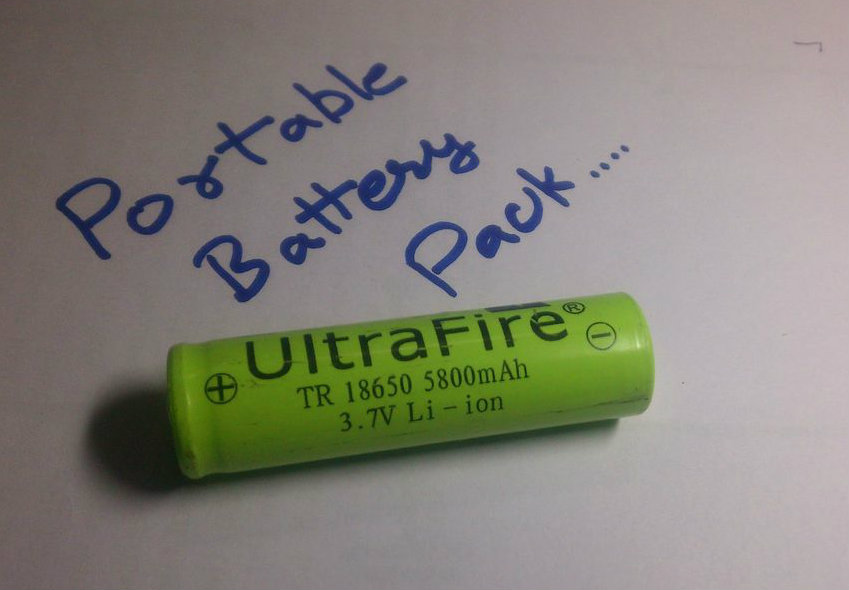 Portable
Battery
Pack....
UltraFire®
TR 18650 5800mAh
3.7V Li-ion